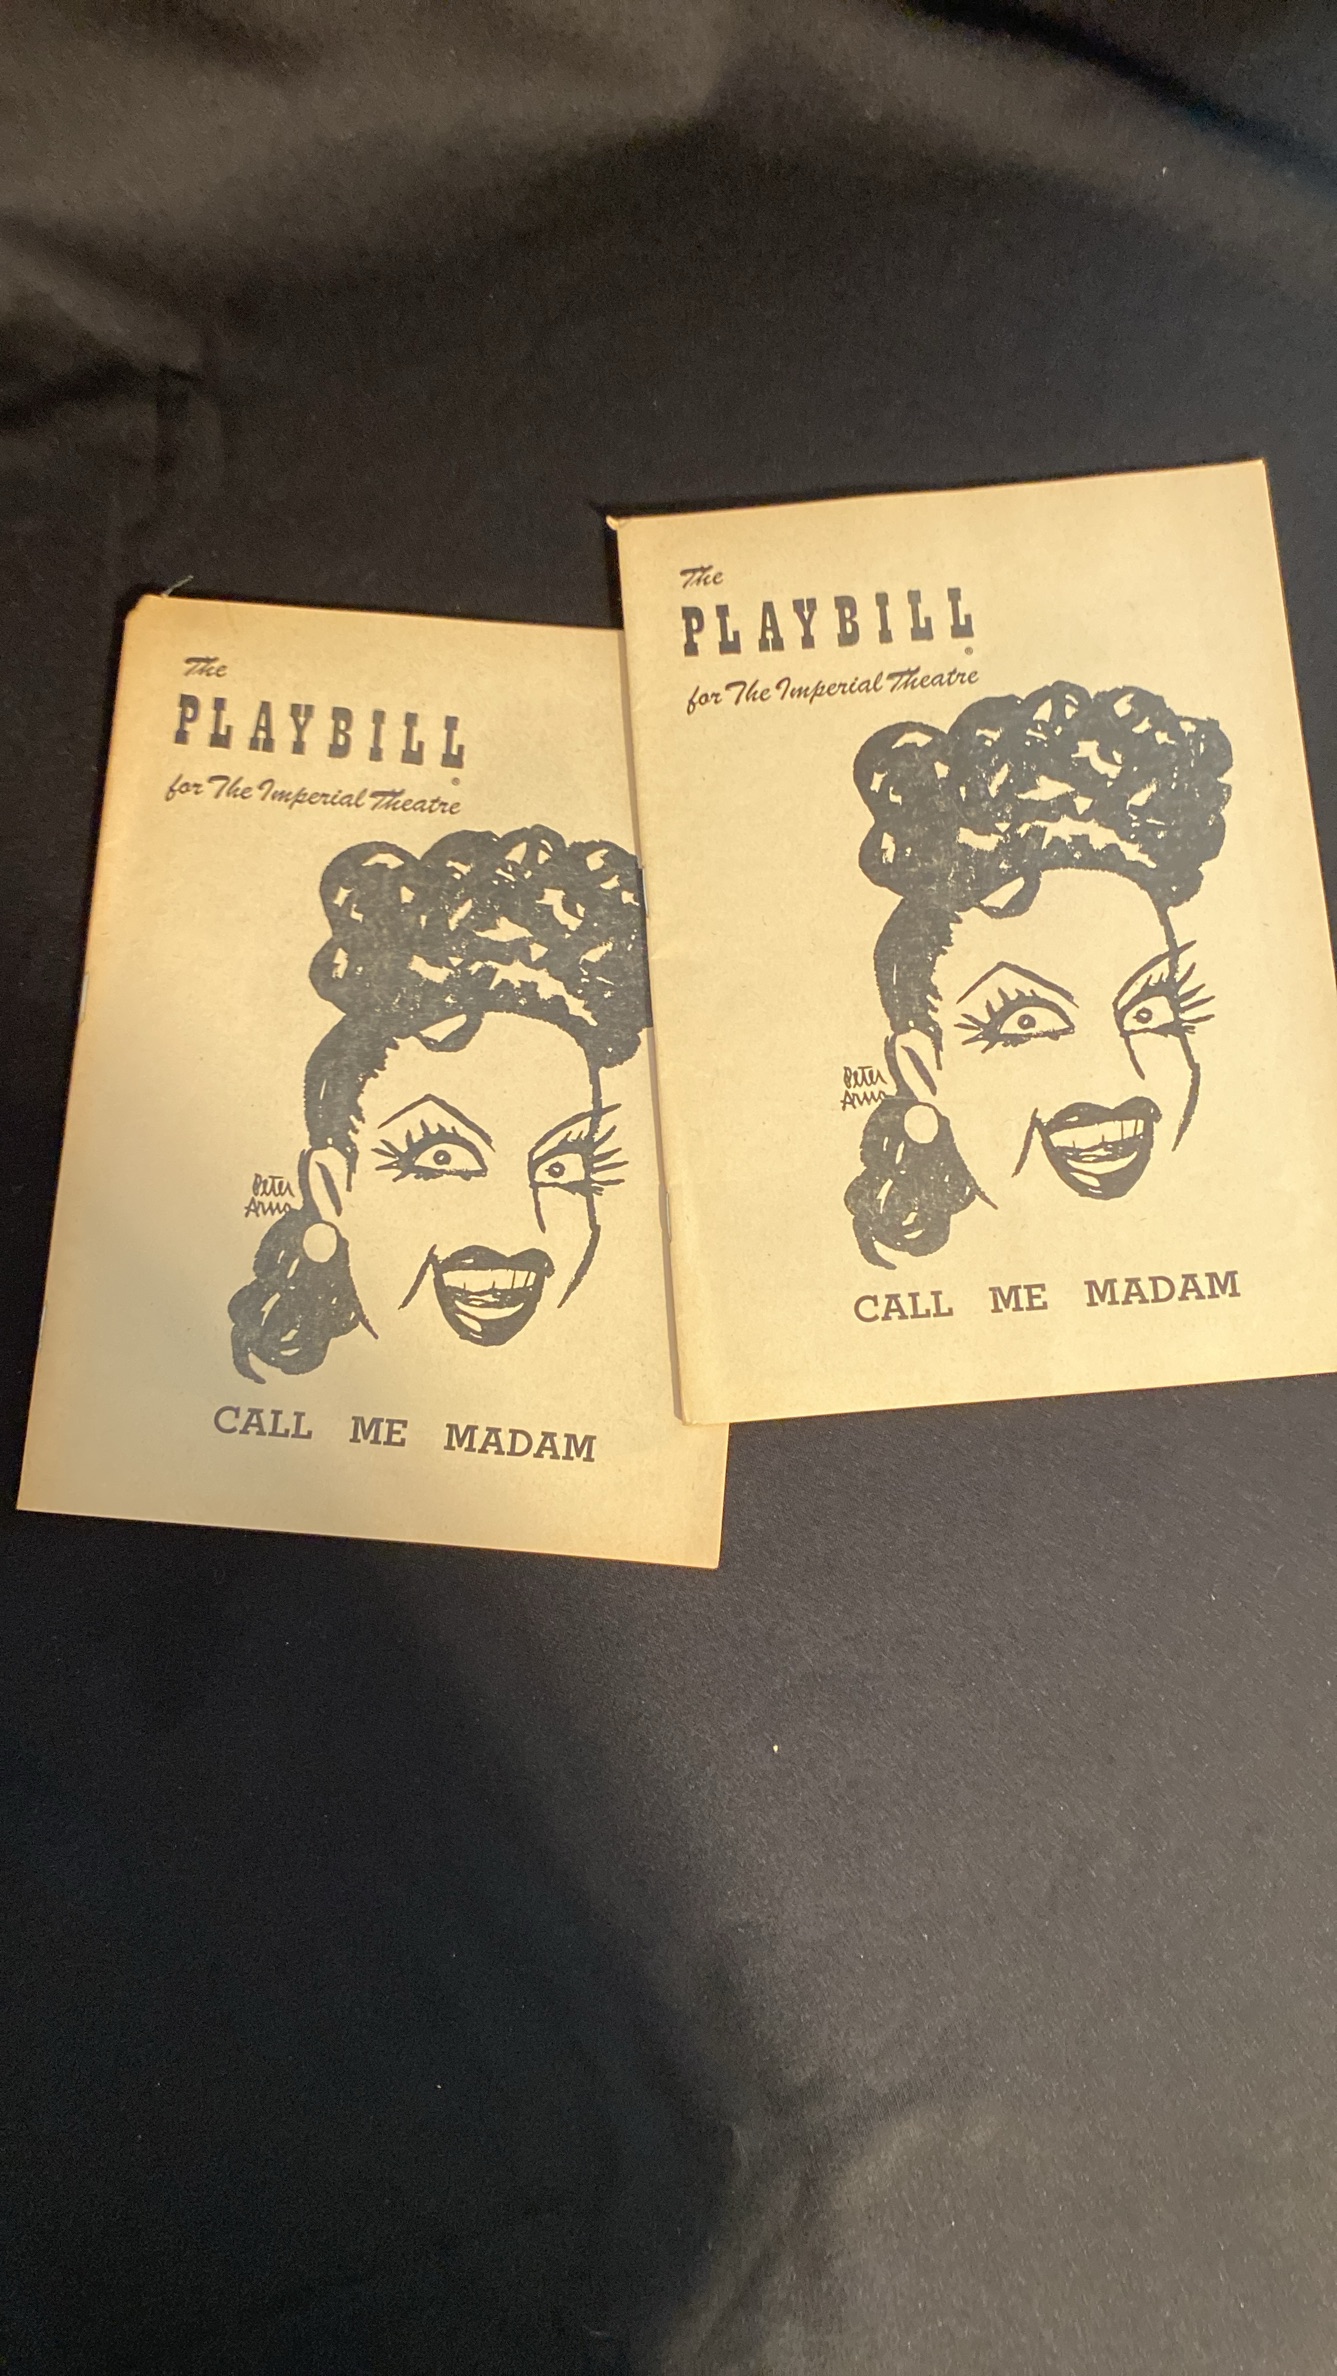 The
PLAYBILL
®
for The Imperial Theatre
Peter
Arno
CALL ME MADAM
The
PLAYBILL
®
for The Imperial Theatre
Peter
Arno
CALL ME MADAM